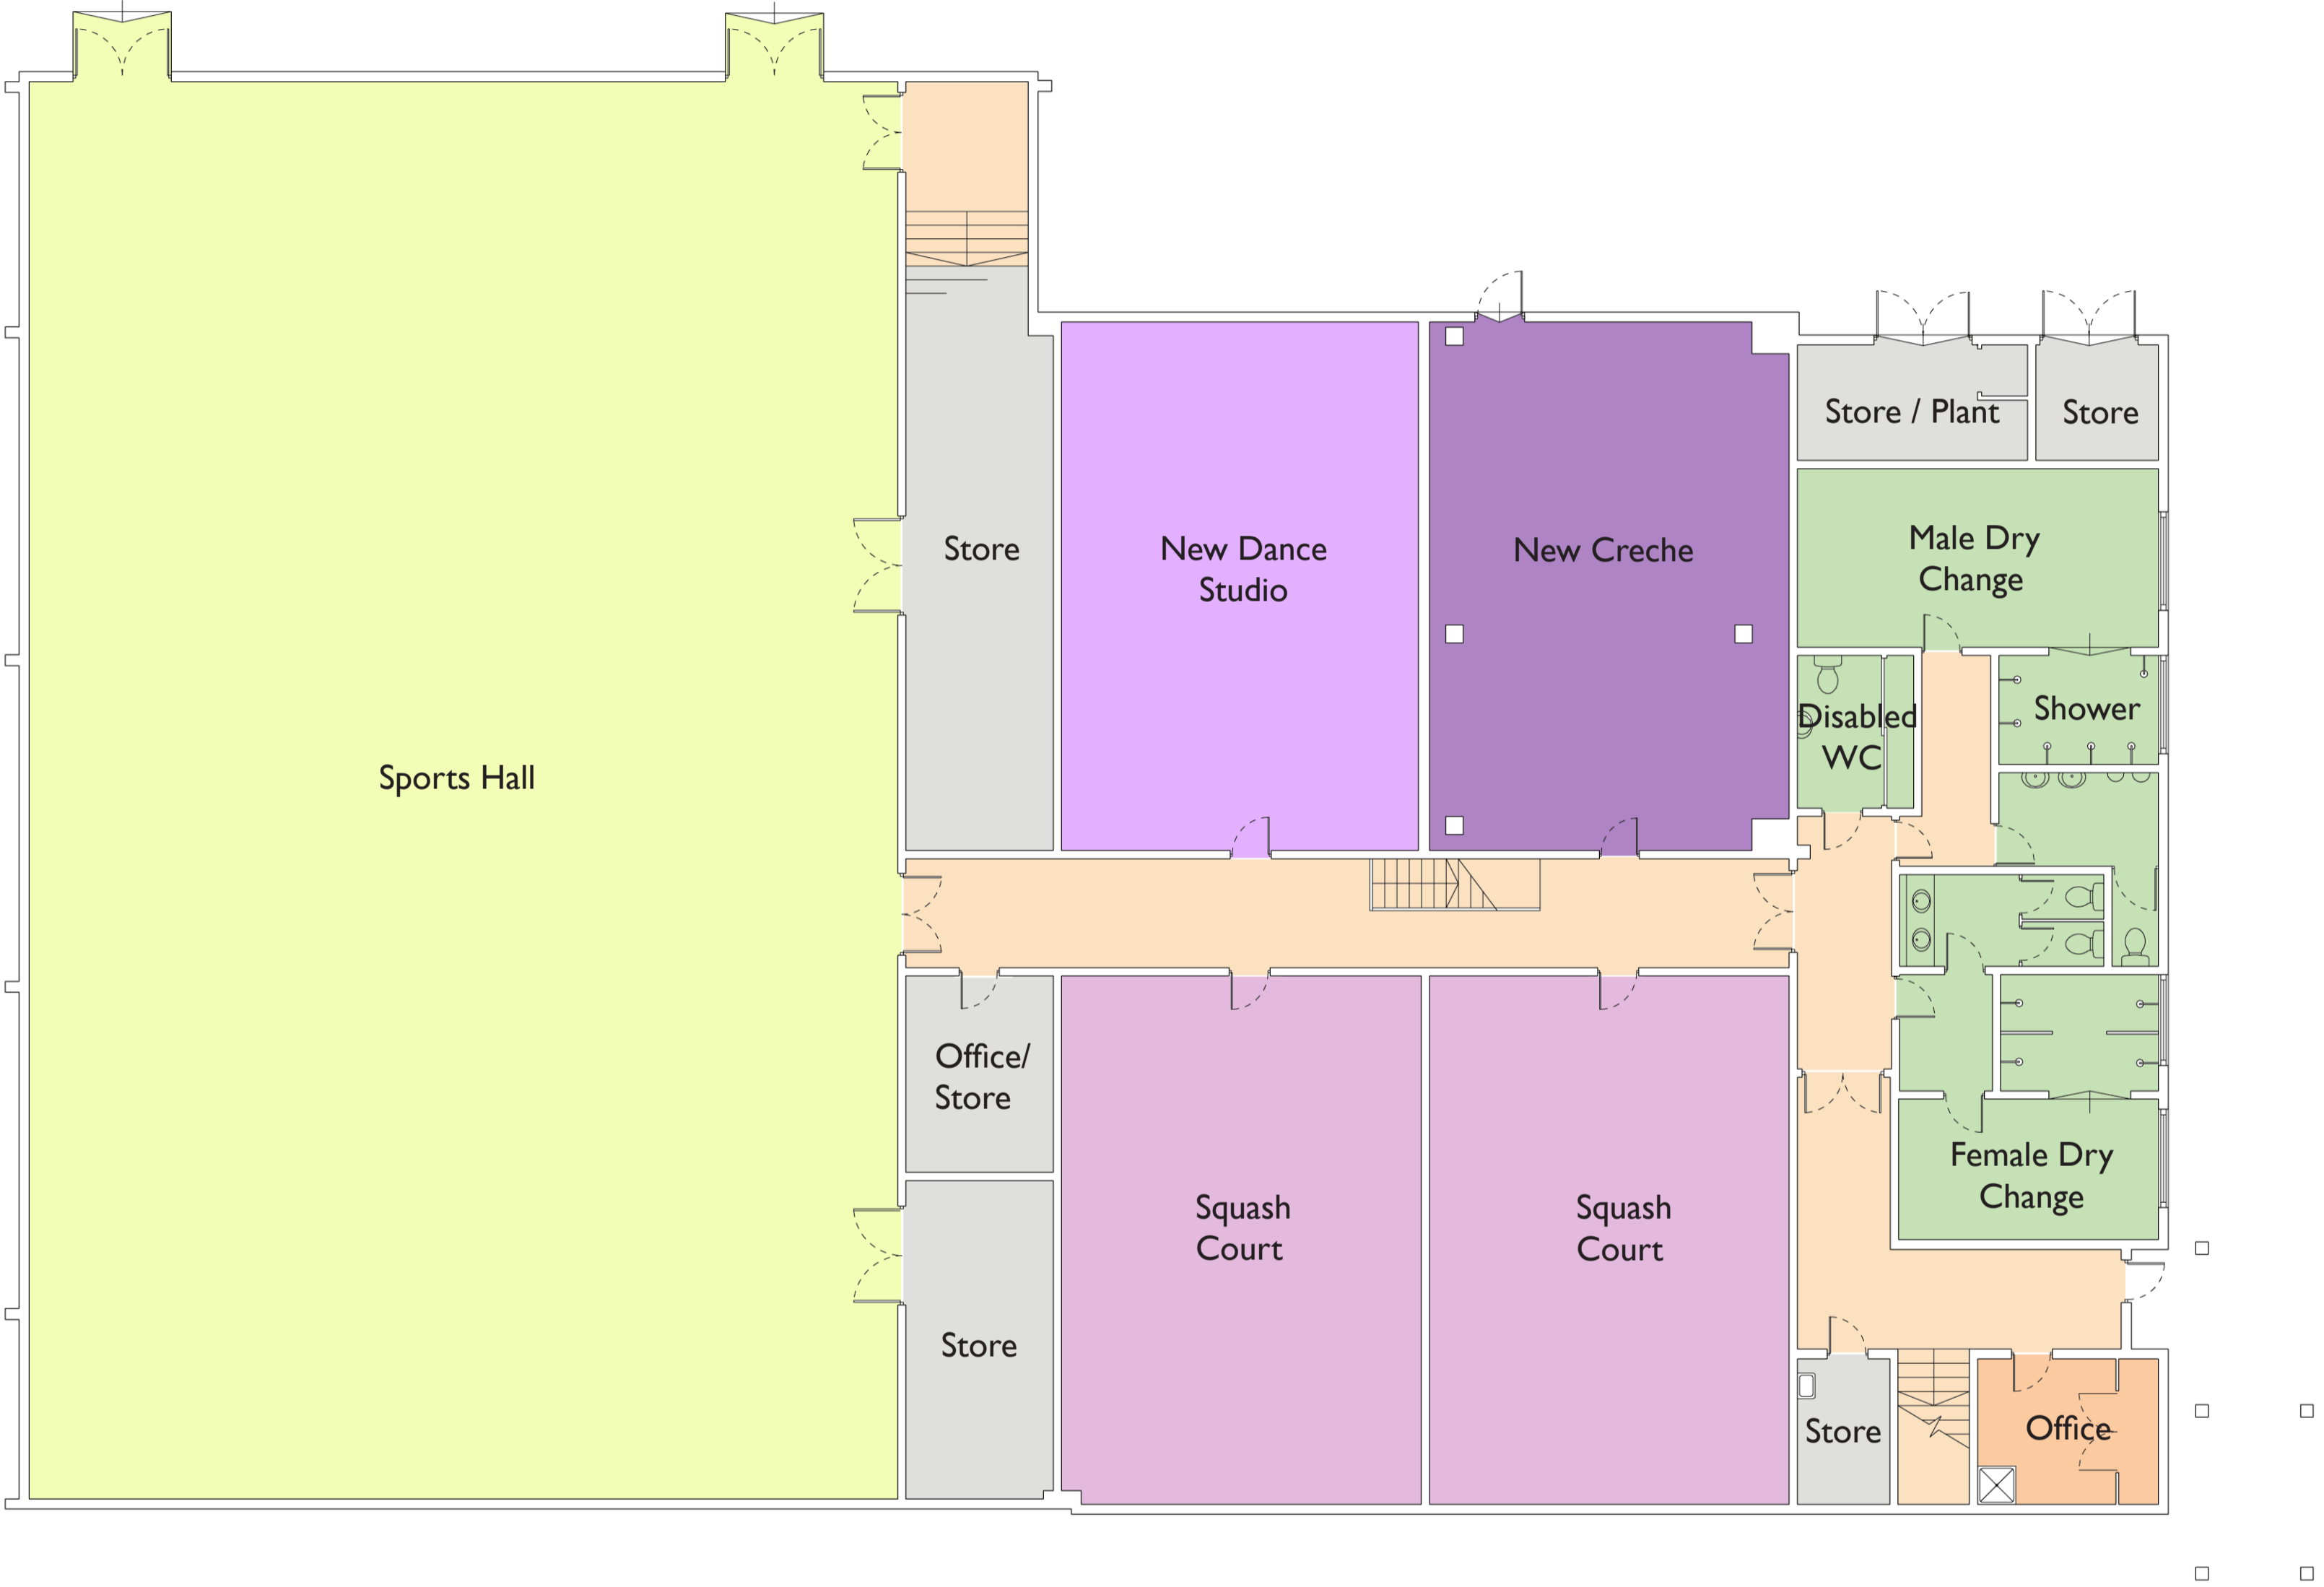 Store / Plant
Store
Male Dry
Change
Store
New Dance
Studio
New Creche
Shower
Disabled
WC
Sports Hall
Office/
Store
Female Dry
Change
Squash
Court
Squash
Court
Store
Store
Office